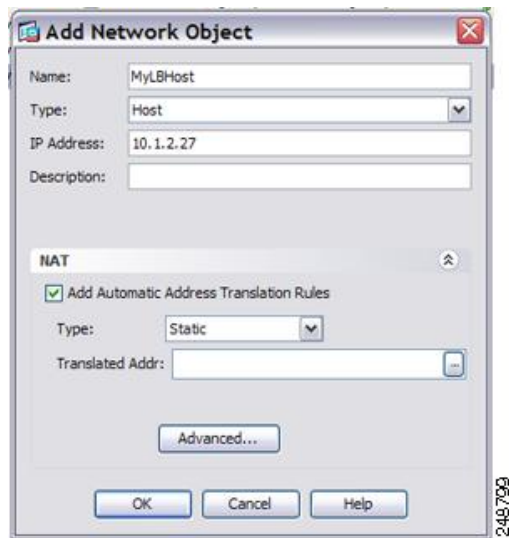 Add Network Object
Name: MyLBHost
Type: Host
IP Address: 10.1.2.27
Description:
NAT
Add Automatic Address Translation Rules
Type: Static
Translated Addr: ...
Advanced...
OK Cancel Help
248799